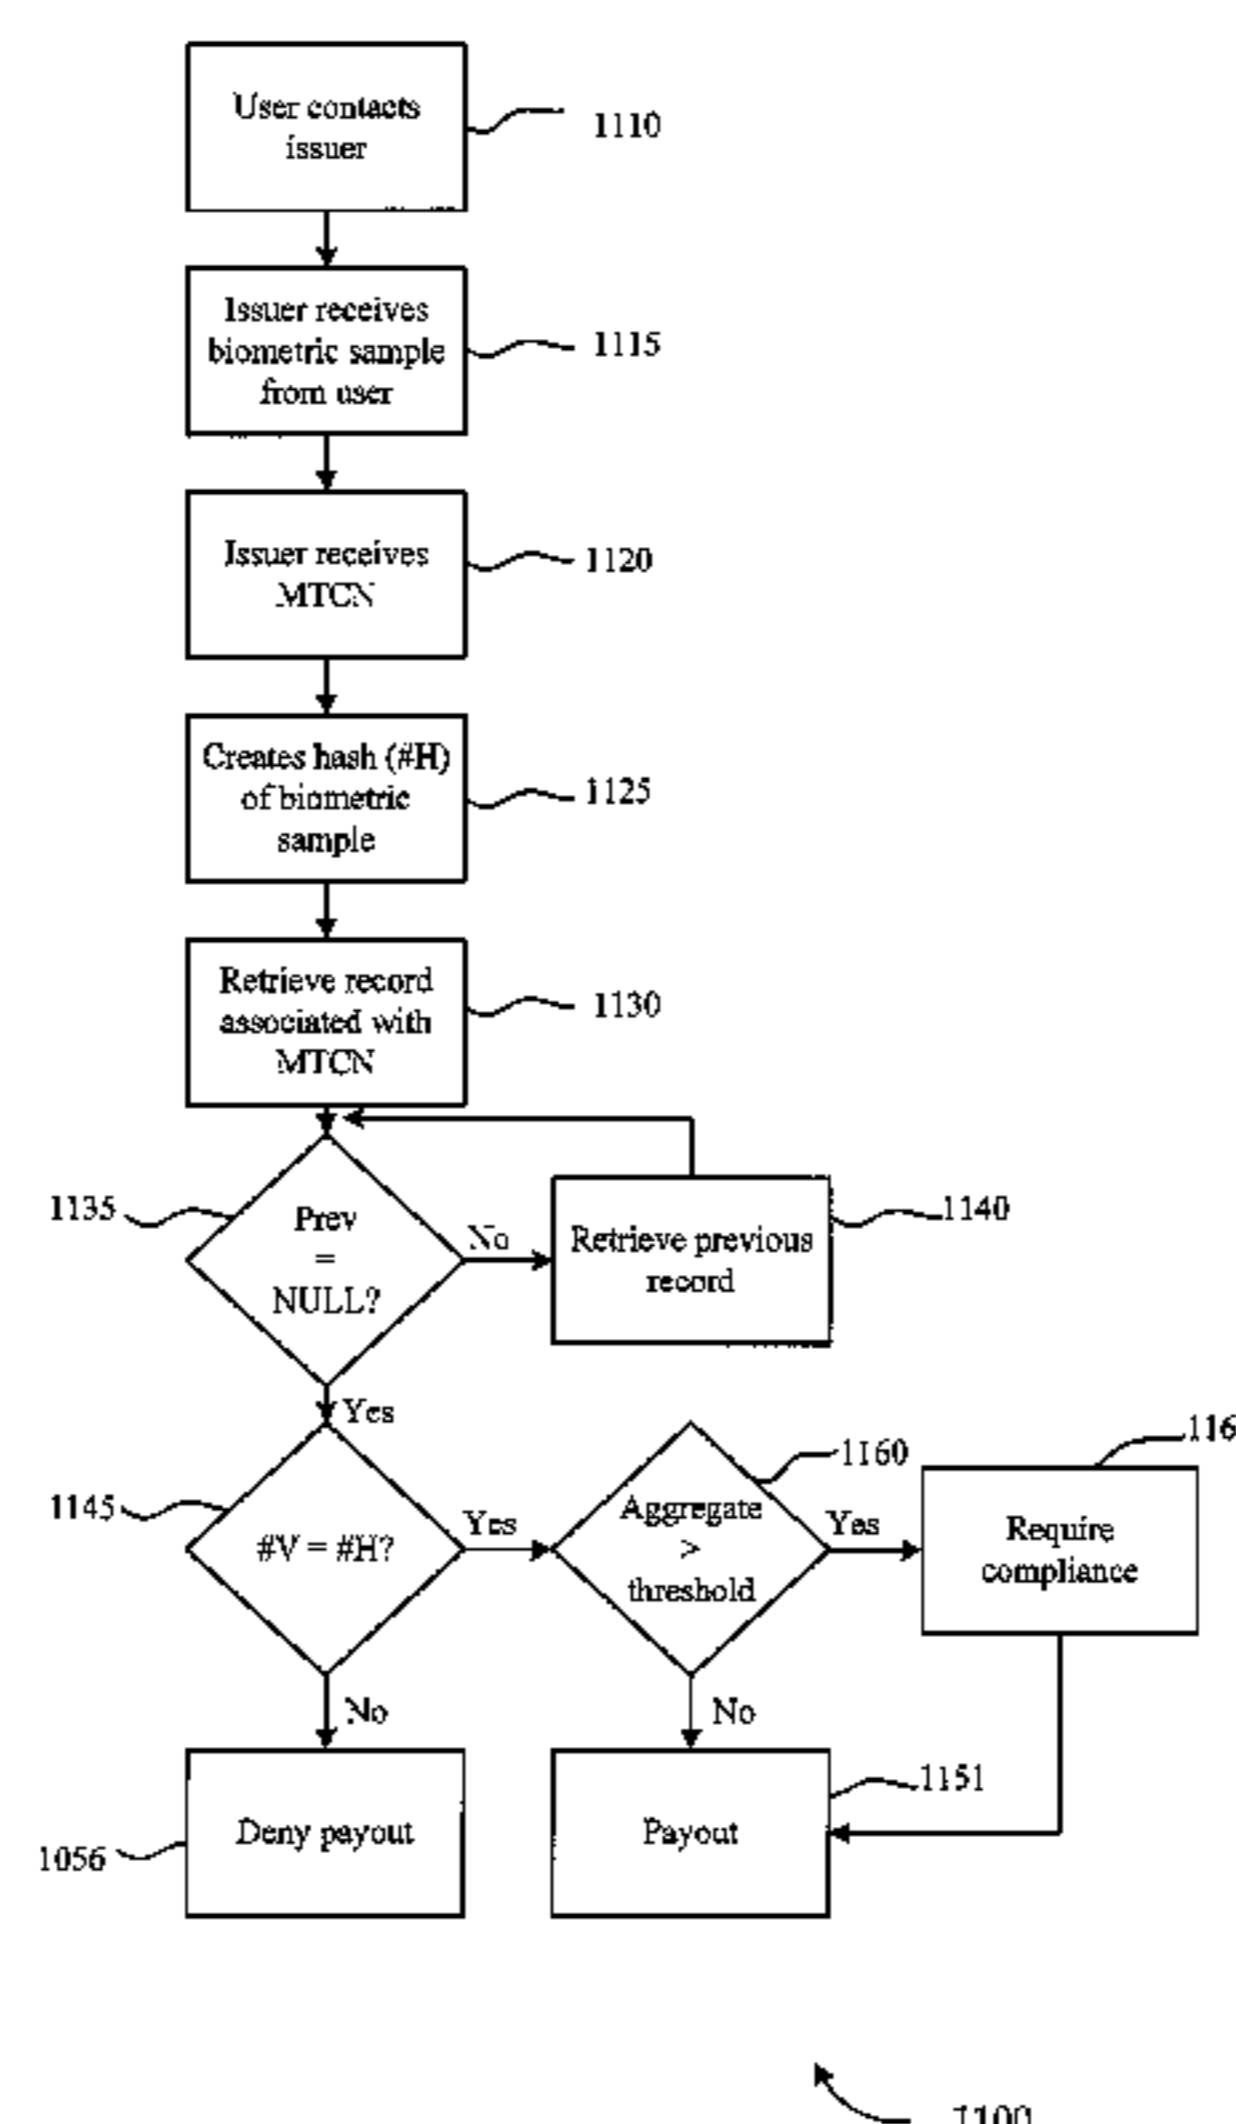 User contacts
issuer
1110
Issuer receives
biometric sample
from user
1115
Issuer receives
MTCN
1120
Creates hash (#H)
of biometric
sample
1125
Retrieve record
associated with
MTCN
1130
1135
Prev
=
NULL?
No
Retrieve previous
record
1140
Yes
1145
#V = #H?
Yes
Aggregate
>
threshold
1160
Yes
Require
compliance
116
No
No
Deny payout
1056
Payout
1151
1100